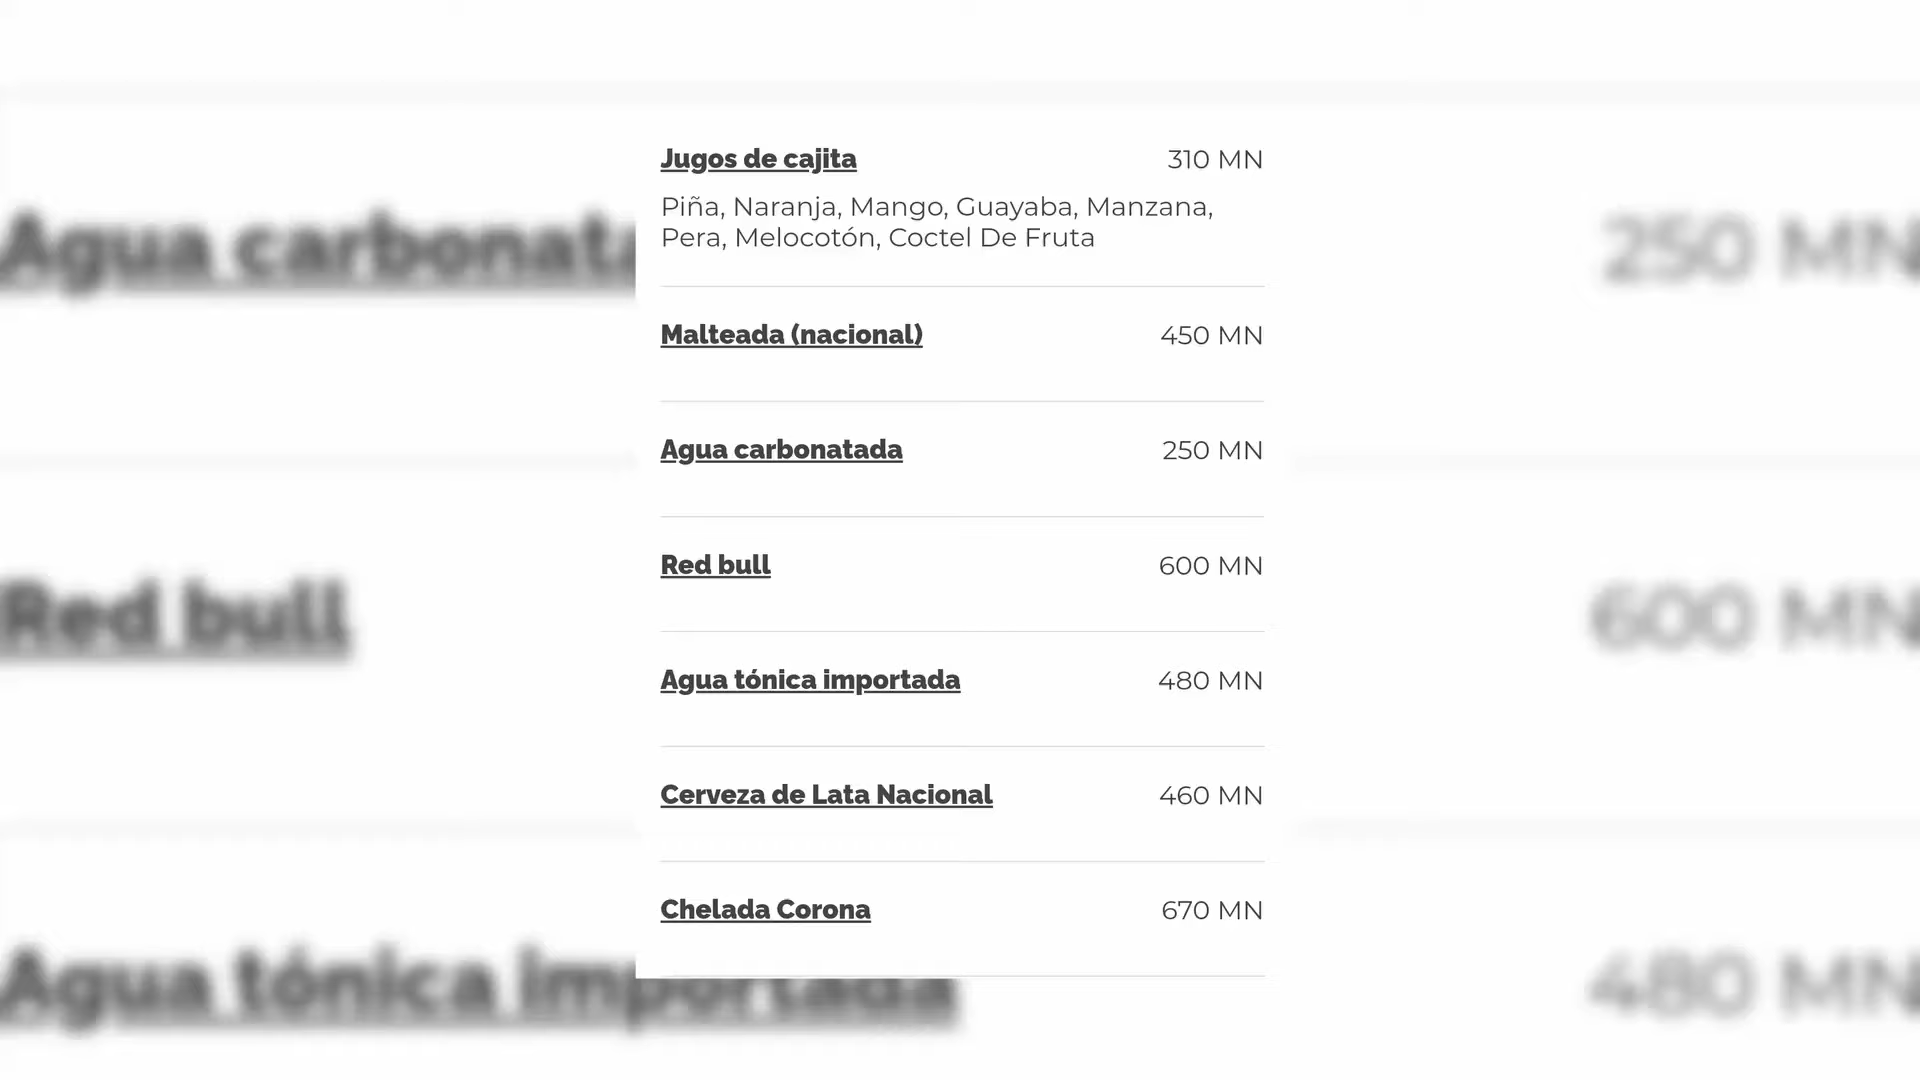 Jugos de cajita 310 MN
Piña, Naranja, Mango, Guayaba, Manzana,
Pera, Melocotón, Coctel De Fruta
Malteada (nacional) 450 MN
Agua carbonatada 250 MN
Red bull 600 MN
Agua tónica importada 480 MN
Cerveza de Lata Nacional 460 MN
Chelada Corona 670 MN